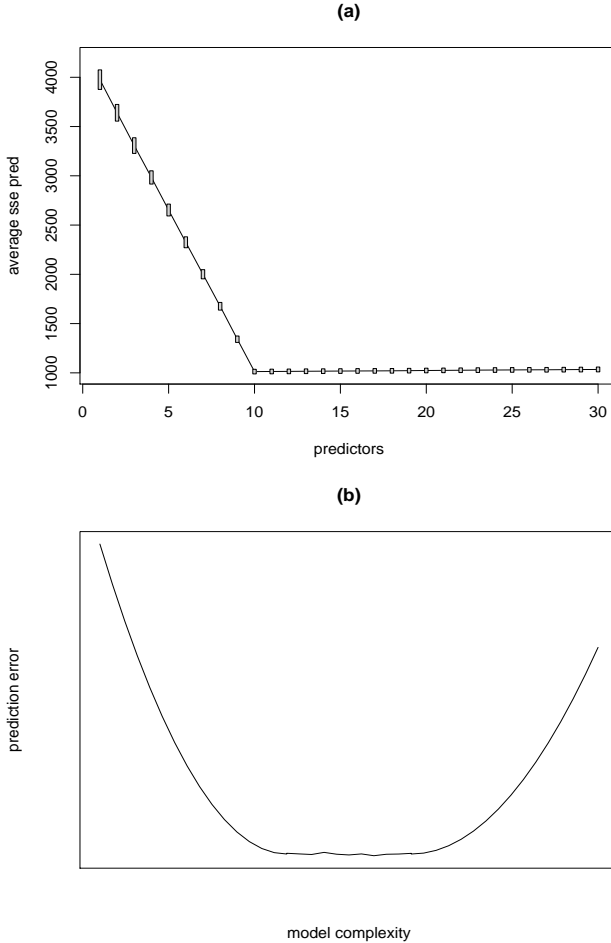 (a)
average sse pred
4000
3500
3000
2500
2000
1500
1000
0 5 10 15 20 25 30
predictors
(b)
prediction error
model complexity